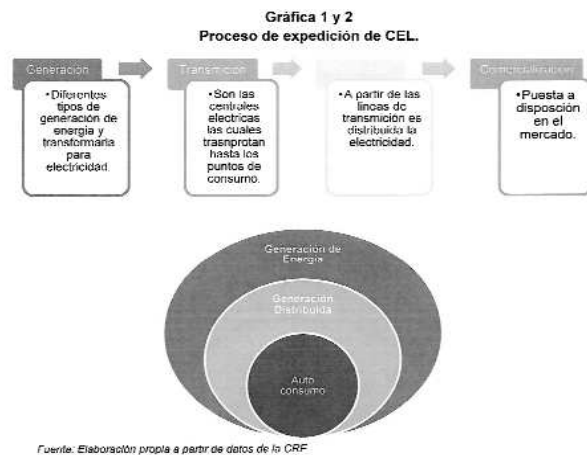 Gráfica 1 y 2
Proceso de expedición de CEL.
Generación
•Diferentes
tipos de
generación de
energía y
transformarla
para
electricidad.
Transmición
•Son las
centrales
electricas
las cuales
trasnprotan
hasta los
puntos de
consumo.
•A partir de las
líneas de
transmición es
distribuida la
electricidad.
Comercialización
•Puesta a
disposción
en el
mercado.
Generación de
Energía
Generación
Distribuida
Auto
consumo
Fuente: Elaboración propia a partir de datos de la CRE